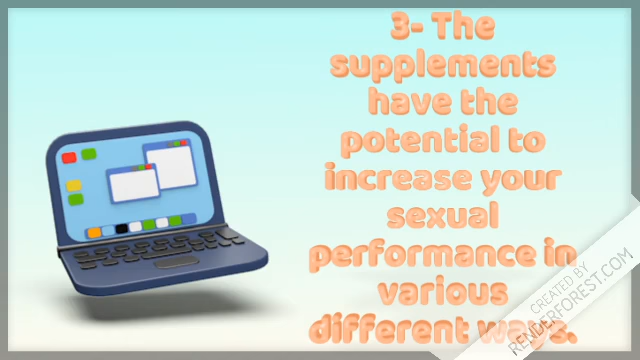 3- The
supplements
have the
potential to
increase your
sexual
performance in
various
different ways.
CREATED BY
RENDERFOREST.COM